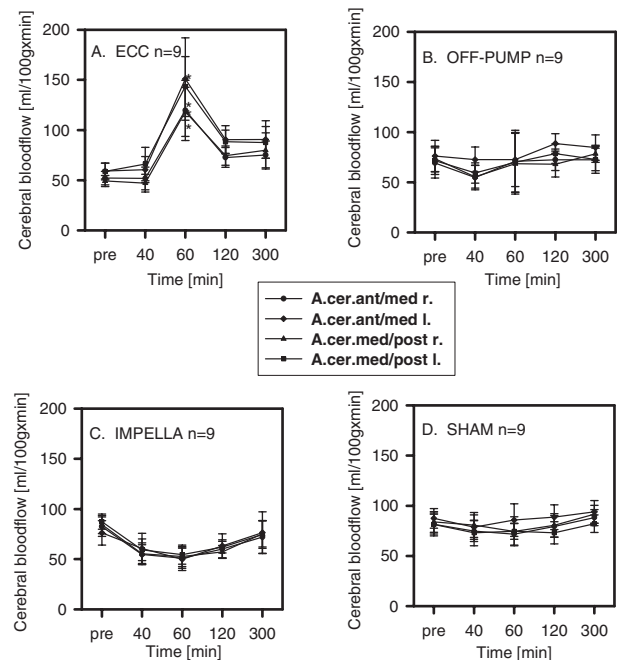 A. ECC n=9
Cerebral bloodflow [ml/100gxmin]
200
150
100
50
0
*
*
*
*
pre 40 60 120 300
Time [min]
B. OFF-PUMP n=9
Cerebral bloodflow [ml/100gxmin]
200
150
100
50
0
pre 40 60 120 300
Time [min]
A.cer.ant/med r.
A.cer.ant/med l.
A.cer.med/post r.
A.cer.med/post l.
C. IMPELLA n=9
Cerebral bloodflow [ml/100gxmin]
200
150
100
50
0
pre 40 60 120 300
Time [min]
D. SHAM n=9
Cerebral bloodflow [ml/100gxmin]
200
150
100
50
0
pre 40 60 120 300
Time [min]